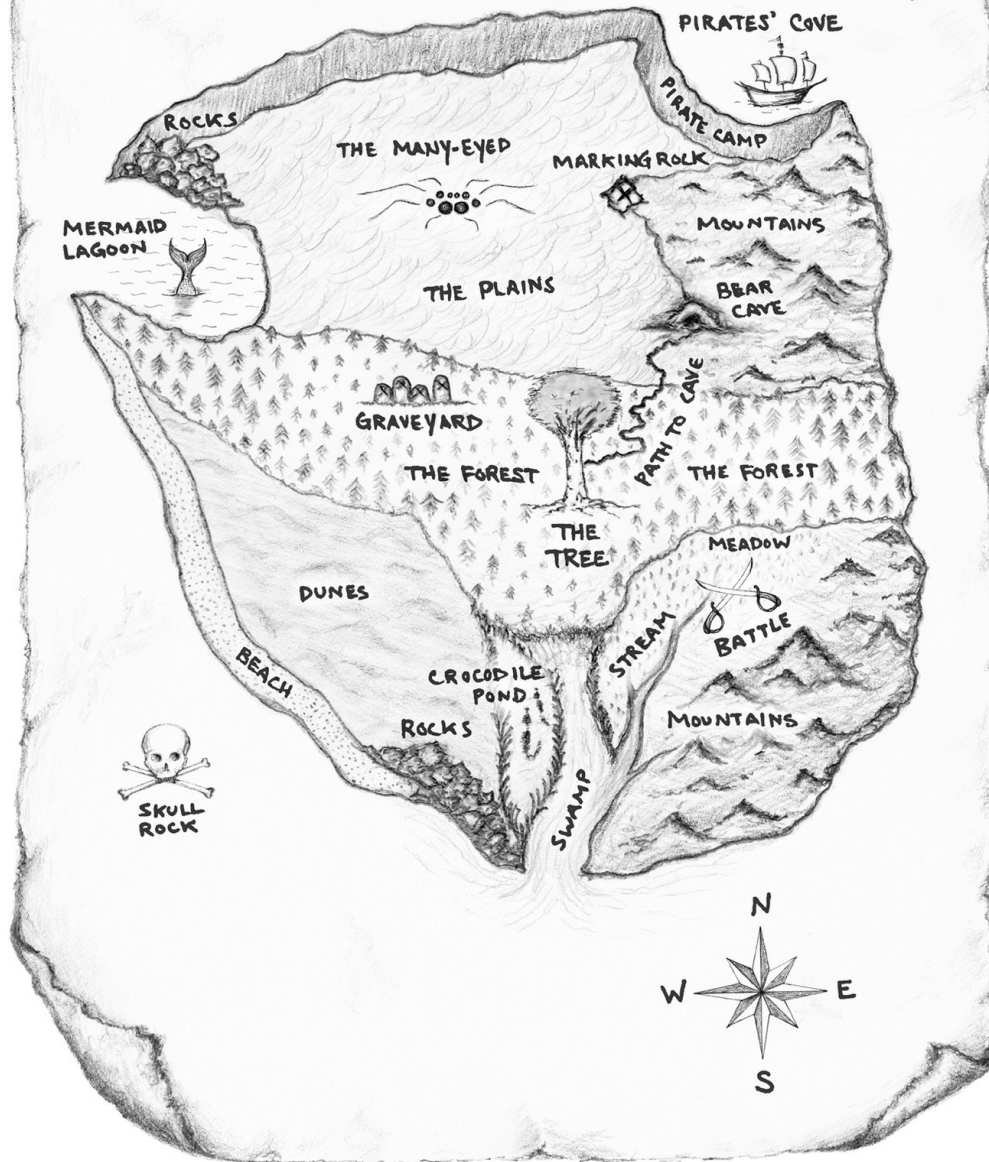 PIRATES' COVE
PIRATE CAMP
ROCKS
THE MANY-EYED
MARKING ROCK
MERMAID
LAGOON
MOUNTAINS
THE PLAINS
BEAR
CAVE
PATH TO CAVE
GRAVEYARD
THE FOREST
THE FOREST
THE
TREE
MEADOW
DUNES
STREAM
BATTLE
BEACH
CROCODILE
POND
ROCKS
MOUNTAINS
SWAMP
SKULL
ROCK
N
W
E
S